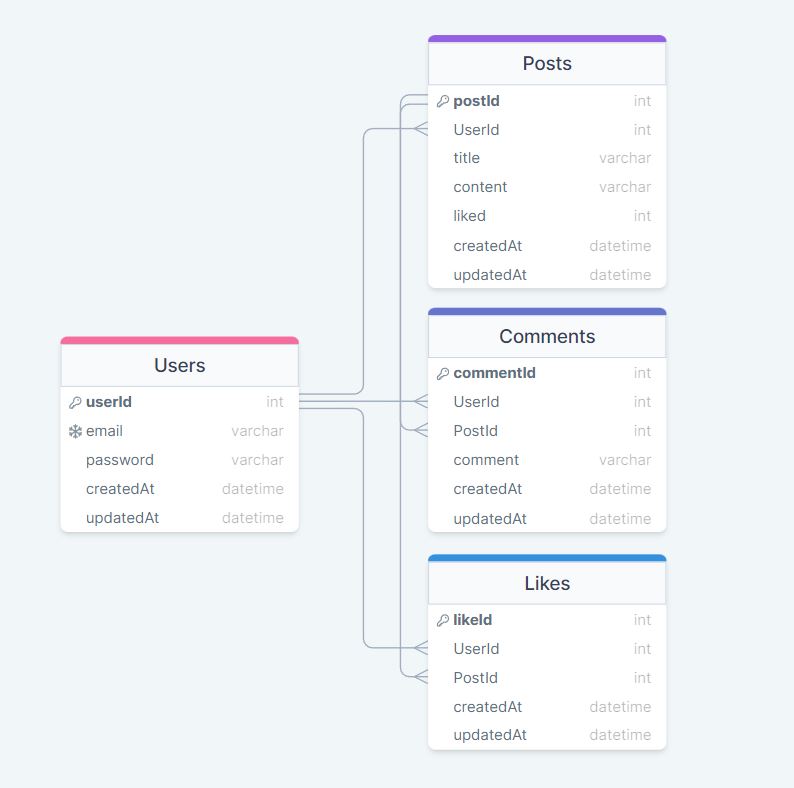 Posts
postId int
UserId int
title varchar
content varchar
liked int
createdAt datetime
updatedAt datetime
Comments
commentId int
UserId int
PostId int
comment varchar
createdAt datetime
updatedAt datetime
Users
userId int
email varchar
password varchar
createdAt datetime
updatedAt datetime
Likes
likeId int
UserId int
PostId int
createdAt datetime
updatedAt datetime